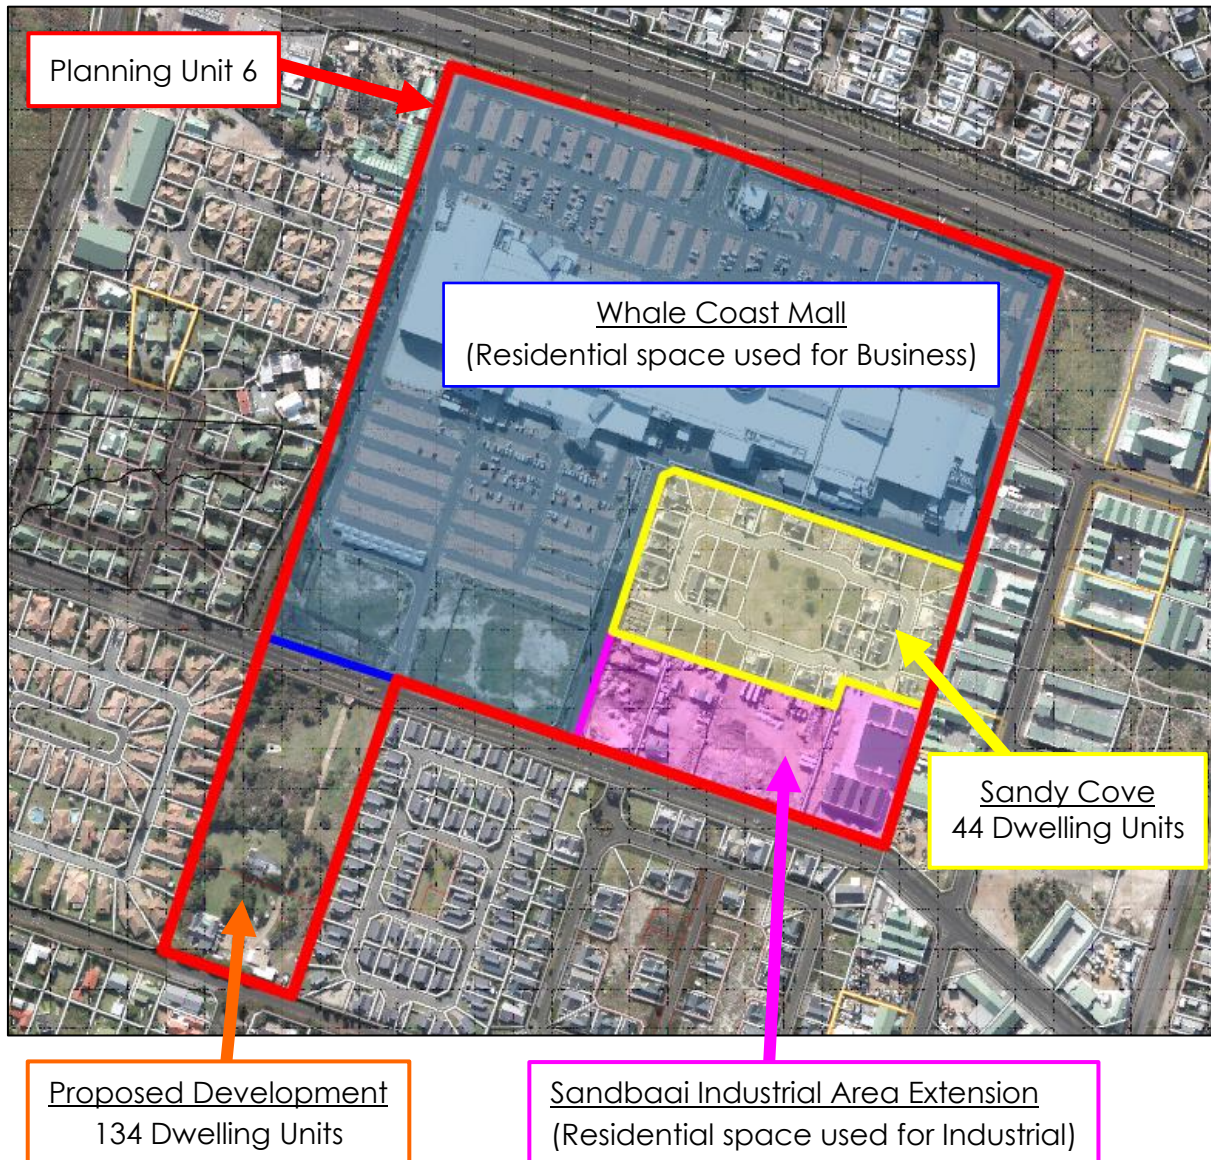 Planning Unit 6
Whale Coast Mall
(Residential space used for Business)
Sandy Cove
44 Dwelling Units
Proposed Development
134 Dwelling Units
Sandbaai Industrial Area Extension
(Residential space used for Industrial)